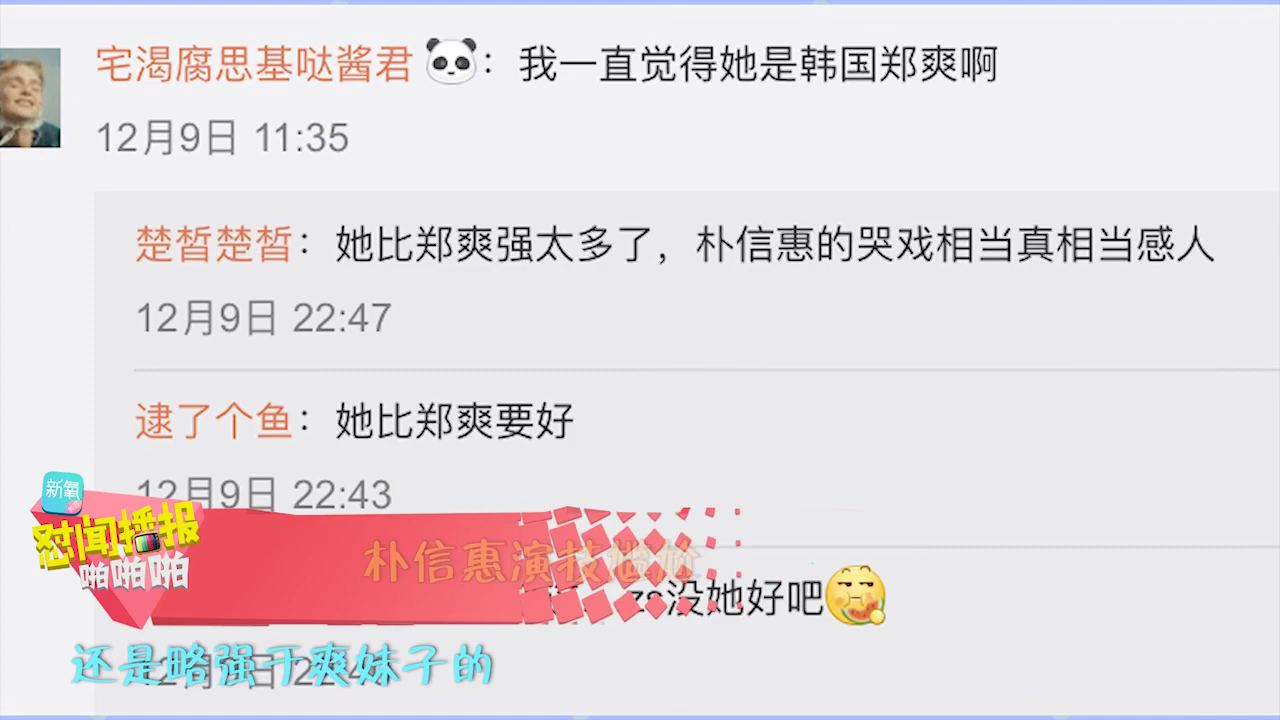 宅渴腐思基哒酱君🐼：我一直觉得她是韩国郑爽啊
12月9日 11:35
楚皙楚皙：她比郑爽强太多了，朴信惠的哭戏相当真相当感人
12月9日 22:47
逮了个鱼：她比郑爽要好
12月9日 22:43
新氧
怼闻播报
啪啪啪
朴信惠演技尴尬
zs没她好吧
还是略强于爽妹子的